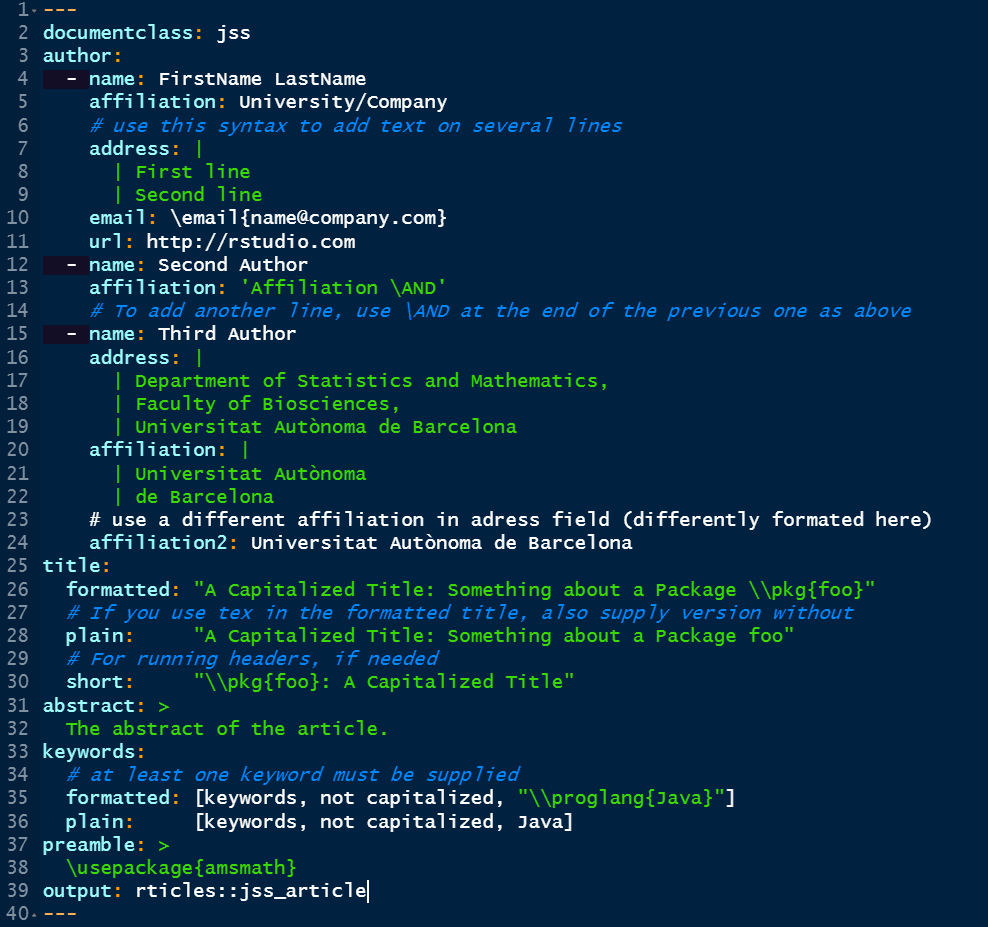 1 ---
2 documentclass: jss
3 author:
4   - name: FirstName LastName
5     affiliation: University/Company
6     # use this syntax to add text on several lines
7     address: |
8       | First line
9       | Second line
10     email: \email{name@company.com}
11     url: http://rstudio.com
12   - name: Second Author
13     affiliation: 'Affiliation \AND'
14     # To add another line, use \AND at the end of the previous one as above
15   - name: Third Author
16     address: |
17       | Department of Statistics and Mathematics,
18       | Faculty of Biosciences,
19       | Universitat Autònoma de Barcelona
20     affiliation: |
21       | Universitat Autònoma
22       | de Barcelona
23     # use a different affiliation in adress field (differently formated here)
24     affiliation2: Universitat Autònoma de Barcelona
25 title:
26   formatted: "A Capitalized Title: Something about a Package \\pkg{foo}"
27   # If you use tex in the formatted title, also supply version without
28   plain:     "A Capitalized Title: Something about a Package foo"
29   # For running headers, if needed
30   short:     "\\pkg{foo}: A Capitalized Title"
31 abstract: >
32   The abstract of the article.
33 keywords:
34   # at least one keyword must be supplied
35   formatted: [keywords, not capitalized, "\\proglang{Java}"]
36   plain:     [keywords, not capitalized, Java]
37 preamble: >
38   \usepackage{amsmath}
39 output: rticles::jss_article
40 ---